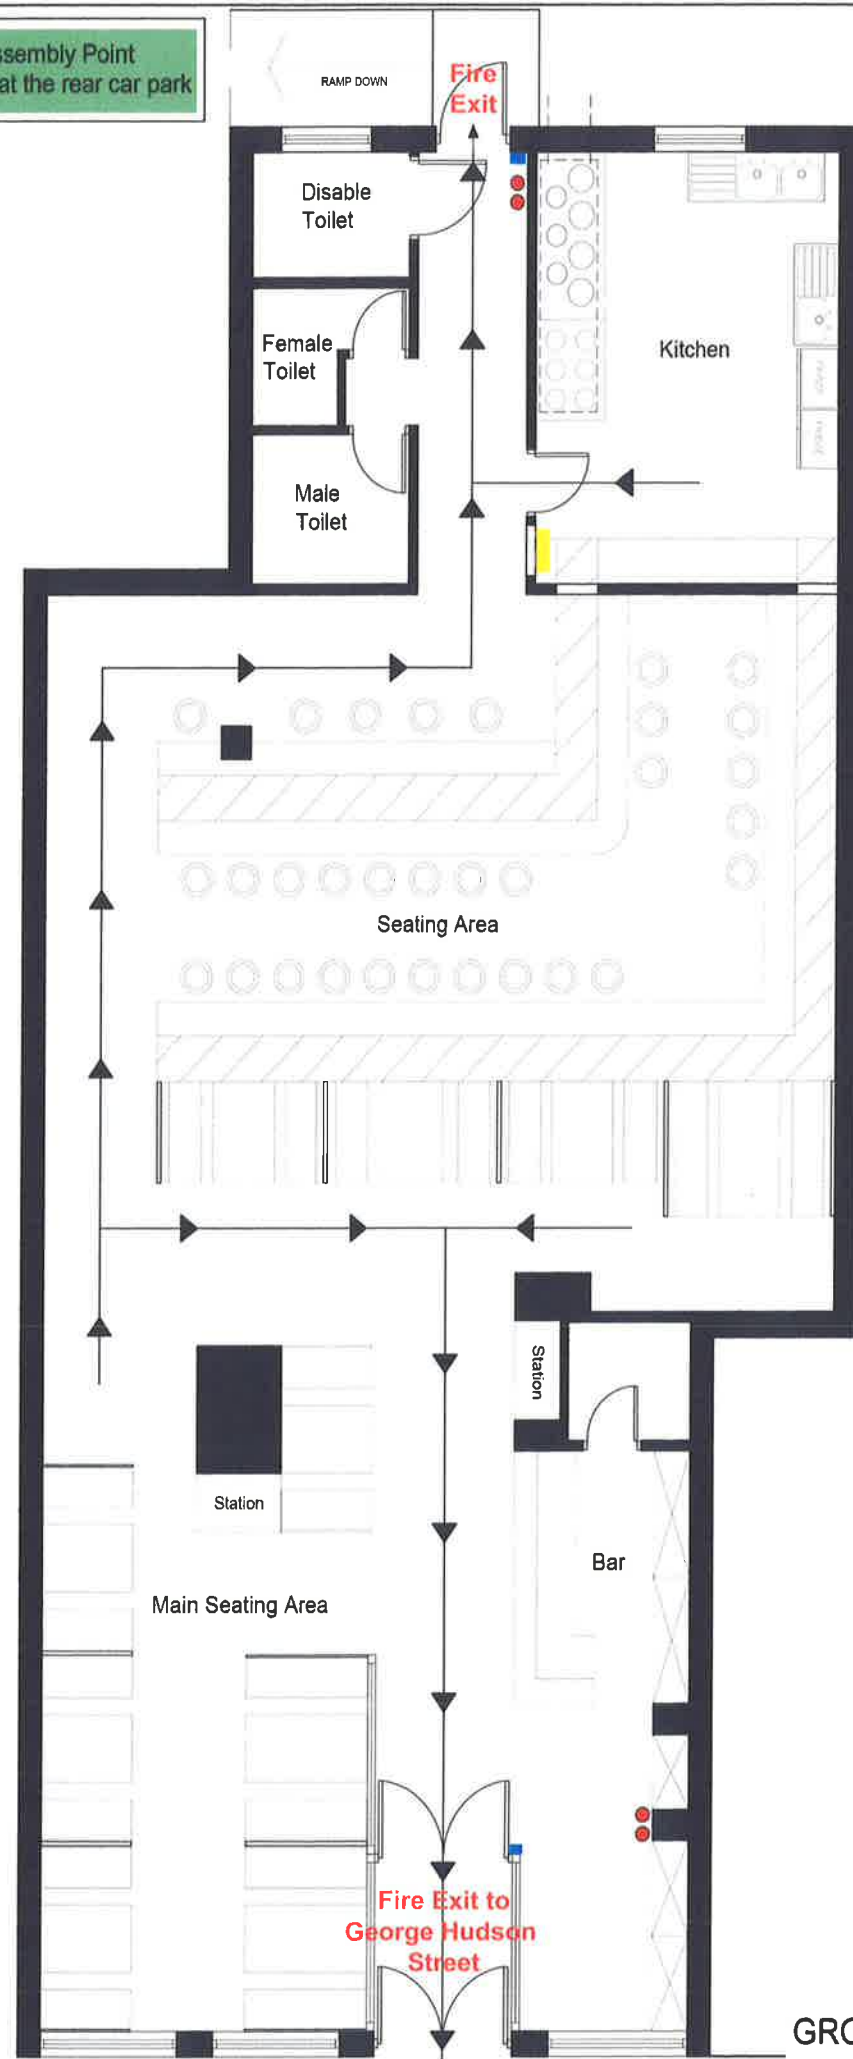 ssembly Point
at the rear car park
RAMP DOWN
Fire
Exit
Disable
Toilet
Female
Toilet
Kitchen
Male
Toilet
Seating Area
Station
Station
Bar
Main Seating Area
Fire Exit to
George Hudson
Street
GRO